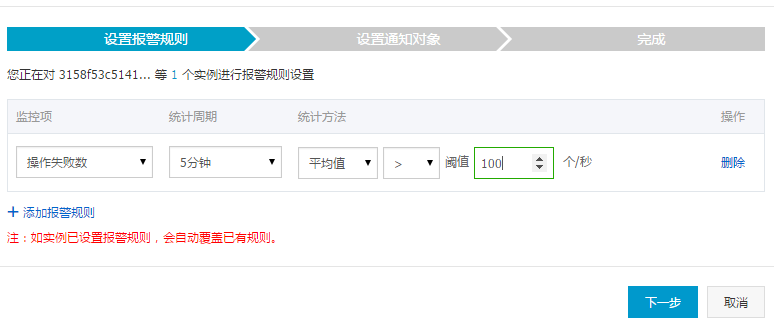 设置报警规则 设置通知对象 完成
您正在对 3158f53c5141... 等 1 个实例进行报警规则设置
监控项 统计周期 统计方法 操作
操作失败数 5分钟 平均值 > 阈值 100 个/秒 删除
+ 添加报警规则
注：如实例已设置报警规则，会自动覆盖已有规则。
下一步 取消